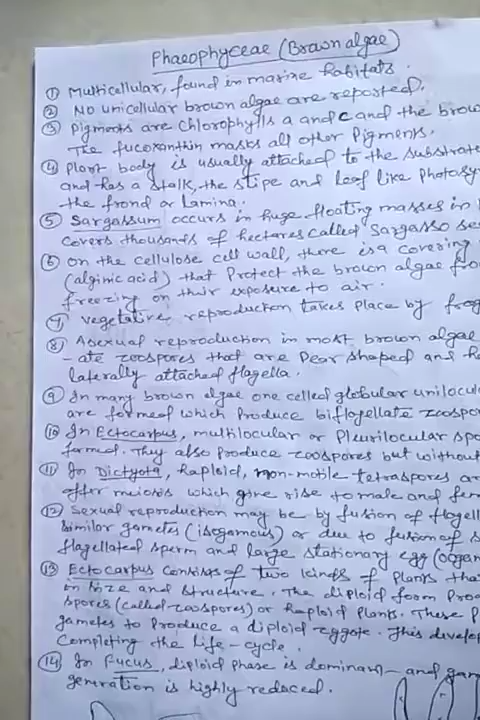 Phaeophyceae (Brown algae)
① Multicellular, found in marine habitats.
② No unicellular brown algae are reported.
③ Pigments are Chlorophylls a and c and the brow
The fucoxanthin masks all other Pigments.
④ Plant body is usually attached to the substrate
and has a stalk, the stipe and leaf like Photosy
the frond or lamina.
⑤ Sargassum occurs in huge floating masses in
covers thousands of hectares called Sargasso se
⑥ on the cellulose cell wall, there is a covering
(alginic acid) that Protect the brown algae fro
freezing on their exposure to air.
⑦ Vegetative reproduction takes place by frag
⑧ Asexual reproduction in most brown algae
-ate zoospores that are Pear shaped and h
laterally attached flagella.
⑨ In many brown algae one celled globular uniloc
are formed which Produce biflagellate zoospo
⑩ In Ectocarpus, multilocular or Plurilocular spo
formed. They also Produce zoospores but without
⑪ In Dictyota, haploid, non-motile tetraspores a
after meiosis which give rise to male and fem
⑫ Sexual reproduction may be by fusion of flagell
similar gametes (isogamous) or due to fusion of s
flagellated sperm and large stationary egg (oogam
⑬ Ectocarpus consists of two kinds of Plants tha
in size and structure. The diploid form Pro
spores (called zoospores) or haploid Plants. These P
gametes to Produce a diploid zygote. This develop
Completing the life-cycle.
⑭ In Fucus, diploid phase is dominant and gam
generation is highly reduced.